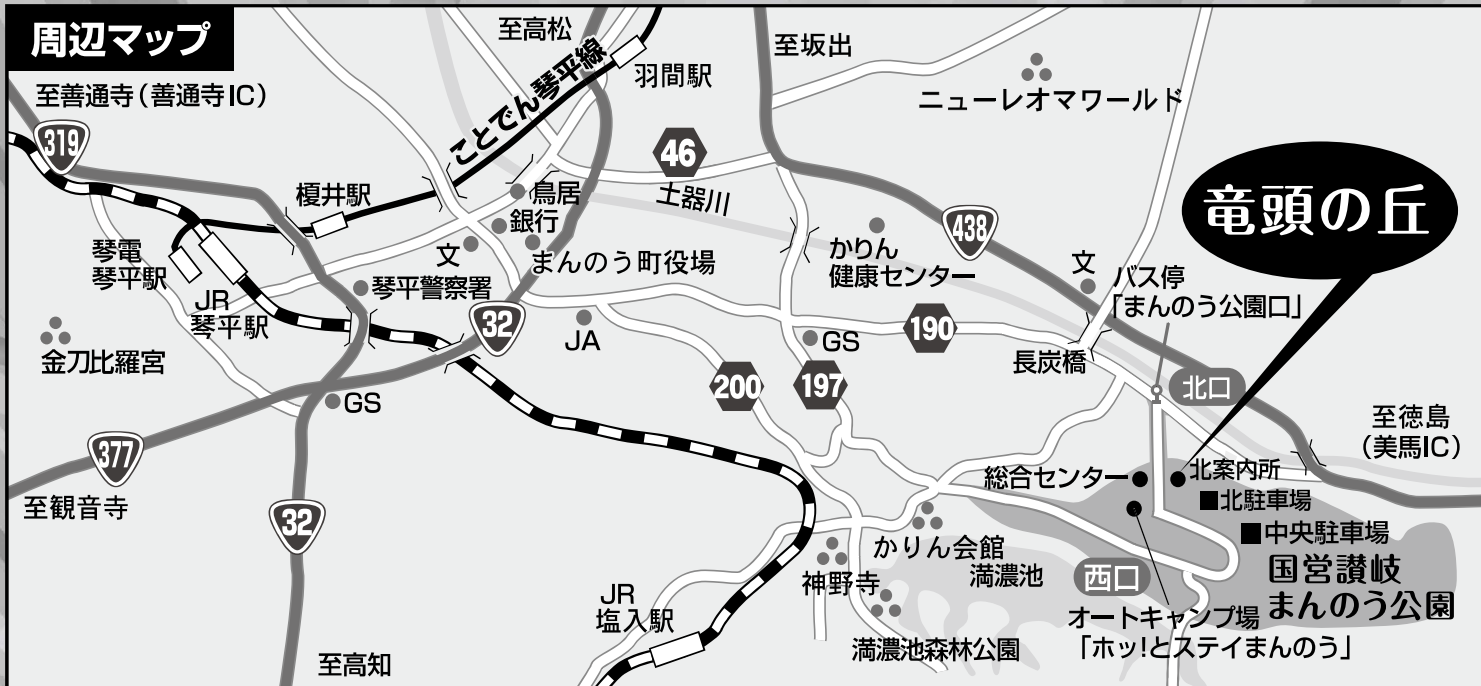 周辺マップ
至高松
至坂出
至善通寺(善通寺IC)
ことでん琴平線
羽間駅
ニューレオマワールド
319
46
榎井駅
鳥居
土器川
竜頭の丘
銀行
438
琴電
琴平駅
文
まんのう町役場
かりん
健康センター
文
バス停
「まんのう公園口」
琴平警察署
JR
琴平駅
32
JA
GS
190
長炭橋
金刀比羅宮
200
197
北口
GS
至徳島
(美馬IC)
377
総合センター
北案内所
北駐車場
至観音寺
32
中央駐車場
かりん会館
満濃池
神野寺
西口
国営讃岐
まんのう公園
JR
塩入駅
オートキャンプ場
「ホッ!とステイまんのう」
満濃池森林公園
至高知